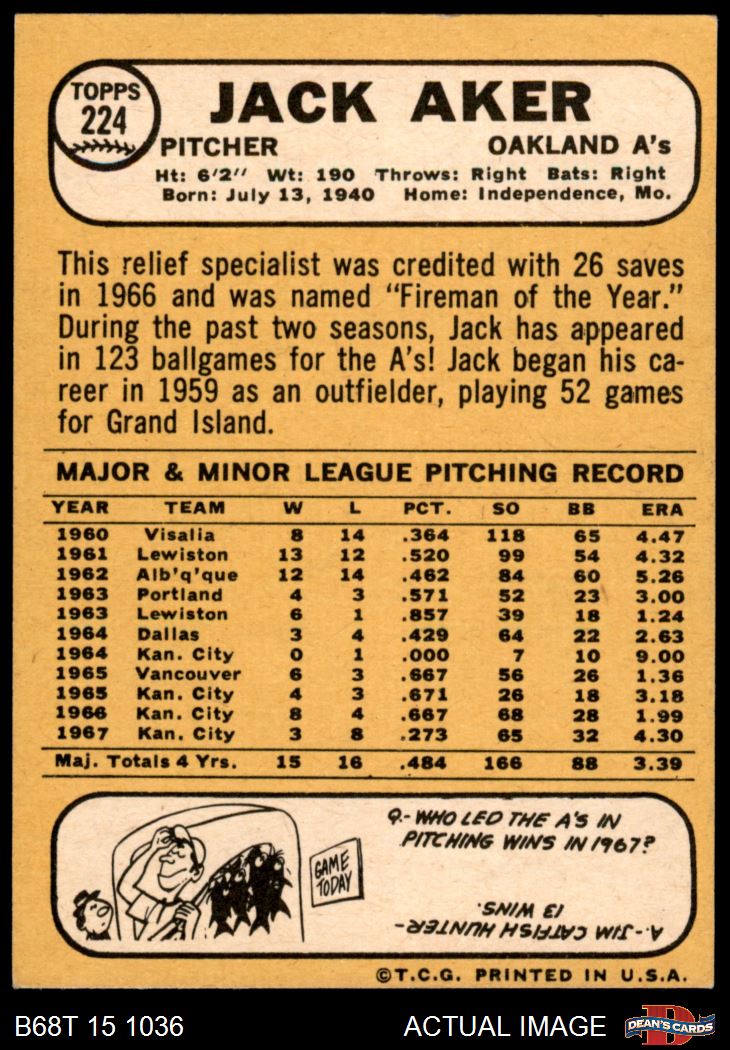 TOPPS
224
JACK AKER
PITCHER OAKLAND A's
Ht: 6'2" Wt: 190 Throws: Right Bats: Right
Born: July 13, 1940 Home: Independence, Mo.
This relief specialist was credited with 26 saves
in 1966 and was named "Fireman of the Year."
During the past two seasons, Jack has appeared
in 123 ballgames for the A's! Jack began his ca-
reer in 1959 as an outfielder, playing 52 games
for Grand Island.
MAJOR & MINOR LEAGUE PITCHING RECORD
YEAR TEAM W L PCT. SO BB ERA
1960 Visalia 8 14 .364 118 65 4.47
1961 Lewiston 13 12 .520 99 54 4.32
1962 Alb'q'que 12 14 .462 84 60 5.26
1963 Portland 4 3 .571 52 23 3.00
1963 Lewiston 6 1 .857 39 18 1.24
1964 Dallas 3 4 .429 64 22 2.63
1964 Kan. City 0 1 .000 7 10 9.00
1965 Vancouver 6 3 .667 56 26 1.36
1965 Kan. City 4 3 .671 26 18 3.18
1966 Kan. City 8 4 .667 68 28 1.99
1967 Kan. City 3 8 .273 65 32 4.30
Maj. Totals 4 Yrs. 15 16 .484 166 88 3.39
GAME
TODAY
Q.- WHO LED THE A'S IN
PITCHING WINS IN 1967?
A.- JIM CATFISH HUNTER-
13 WINS.
©T.C.G. PRINTED IN U.S.A.
B68T 15 1036 ACTUAL IMAGE D DEAN'S CARDS